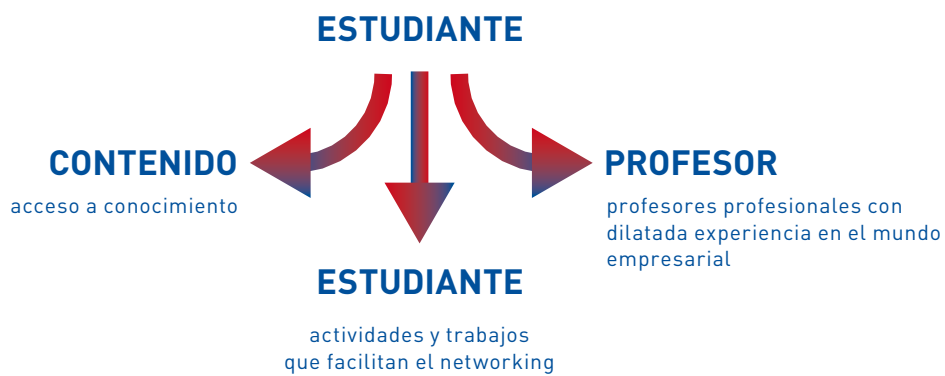 ESTUDIANTE
CONTENIDO
acceso a conocimiento
PROFESOR
profesores profesionales con
dilatada experiencia en el mundo
empresarial
ESTUDIANTE
actividades y trabajos
que facilitan el networking